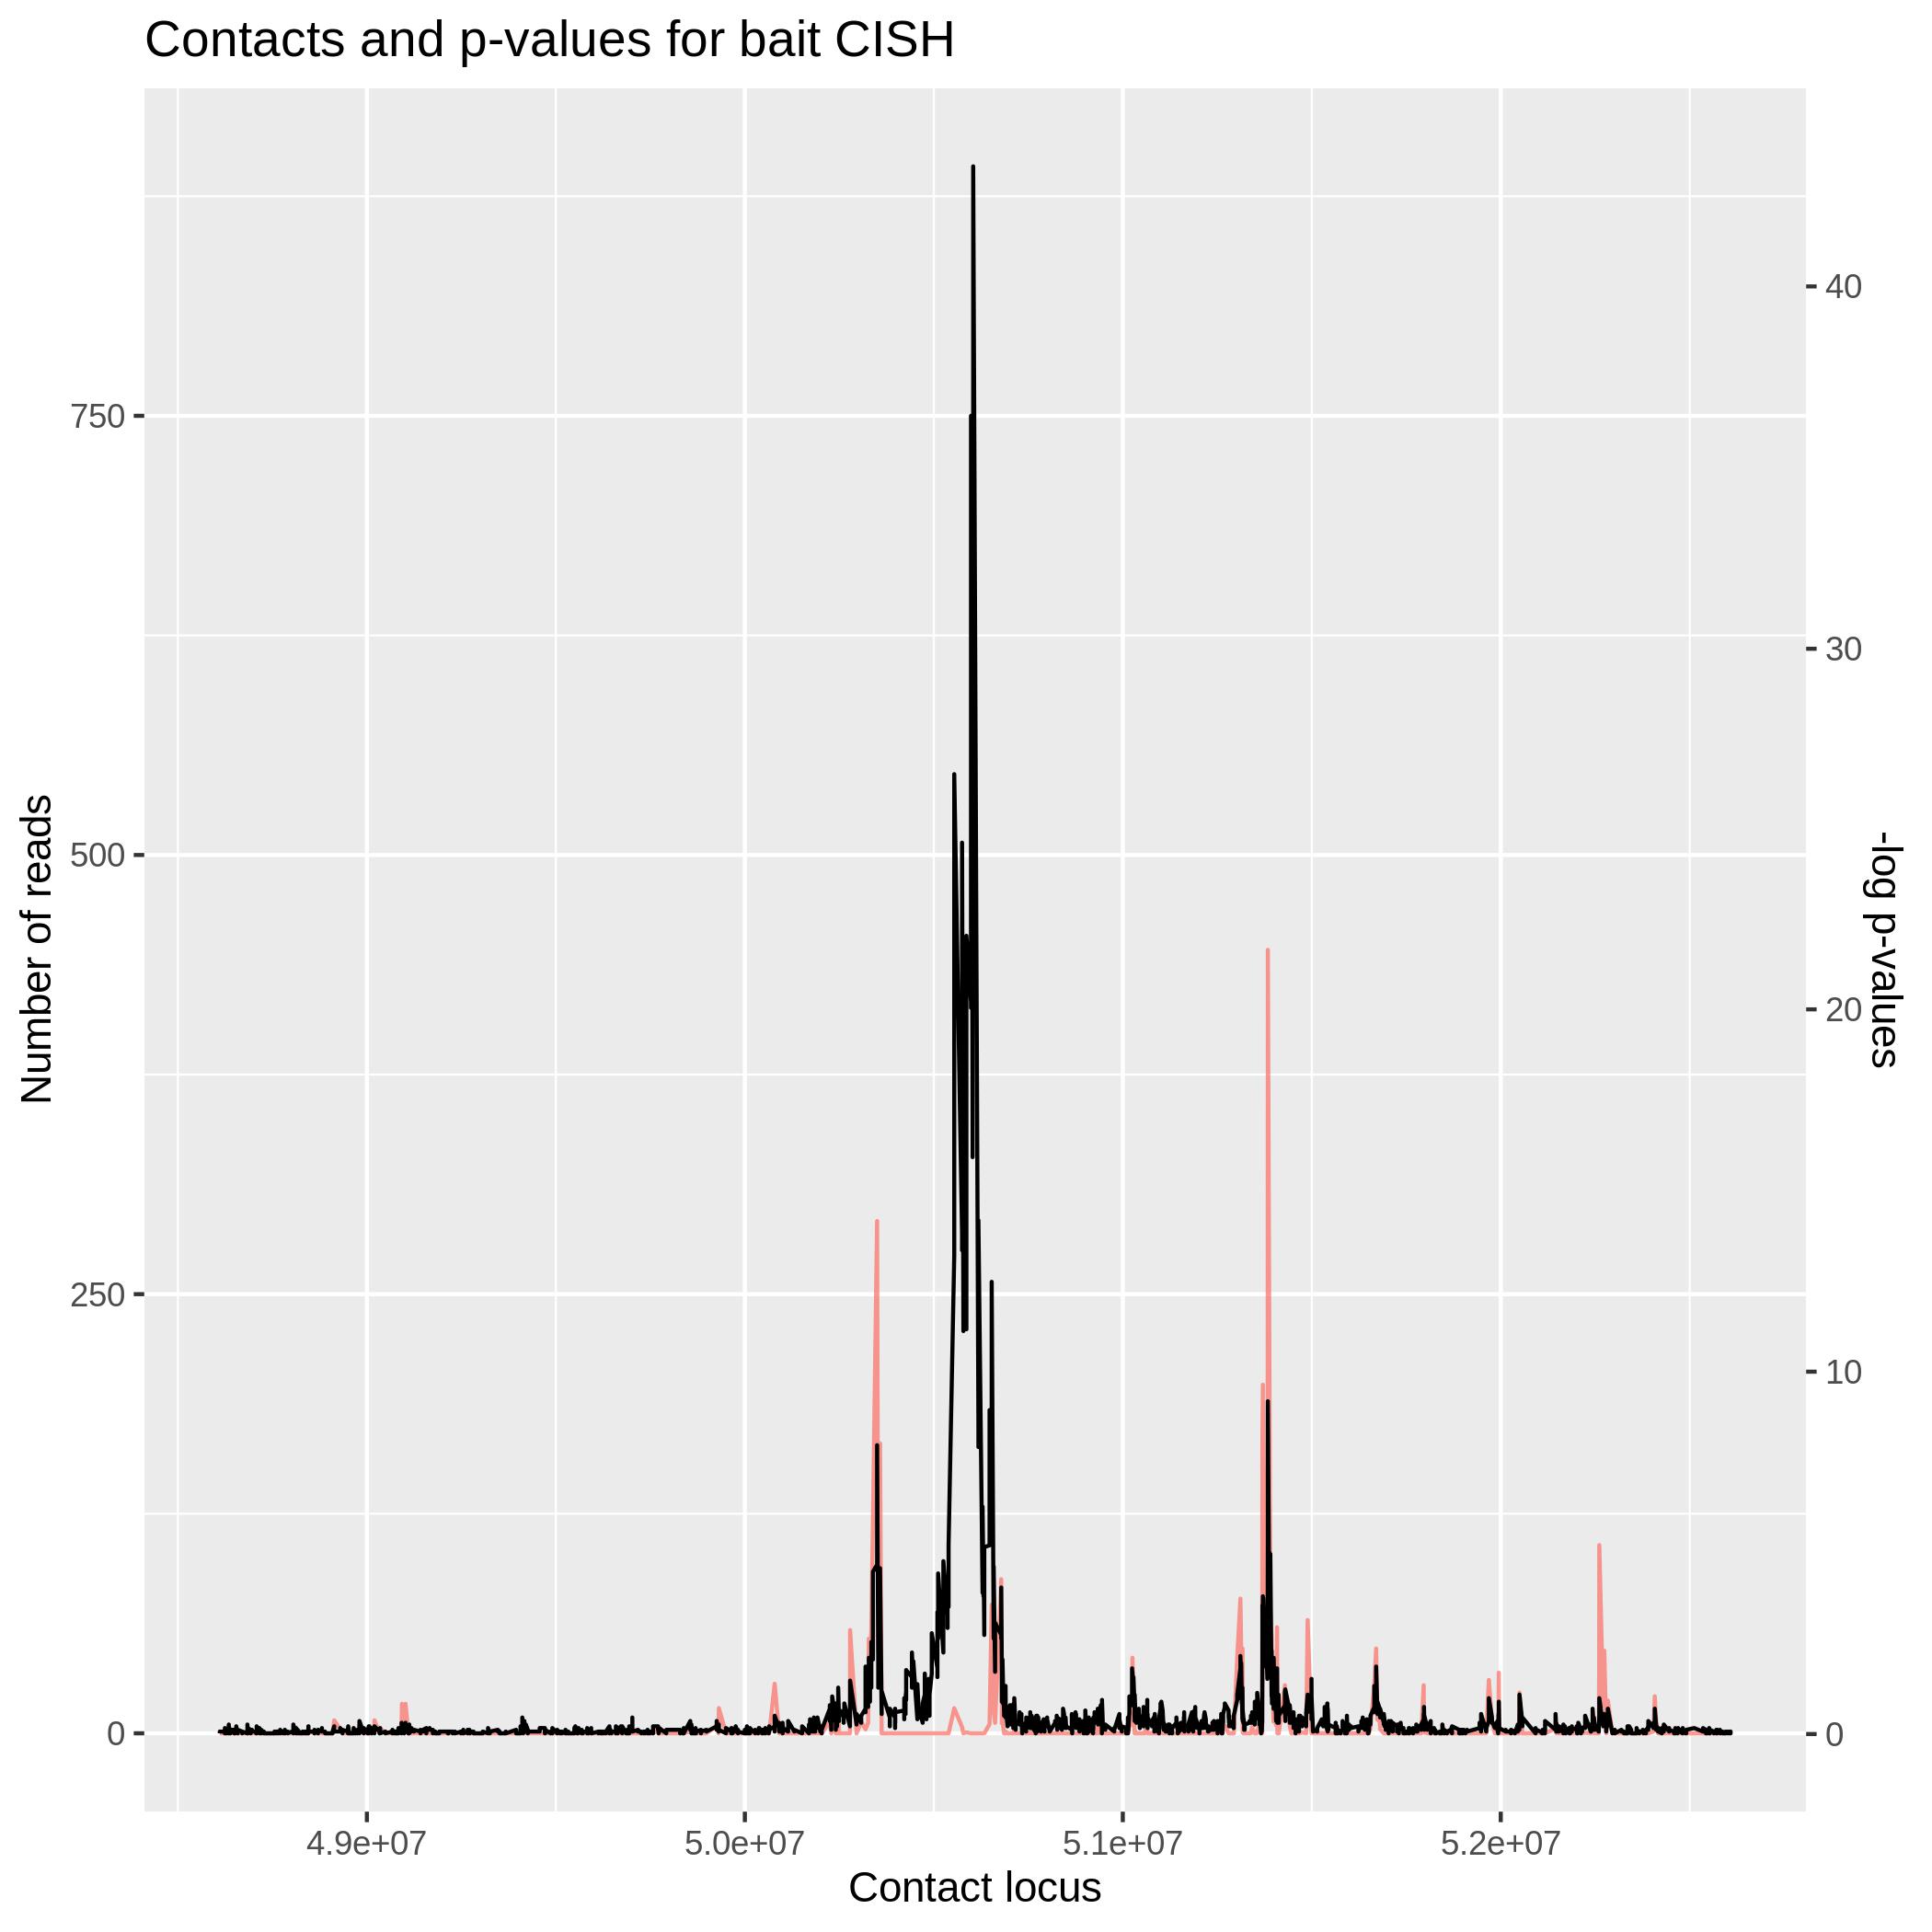 Contacts and p-values for bait CISH
Number of reads
750
500
250
0
40
30
20
10
0
-log p-values
4.9e+07
5.0e+07
5.1e+07
5.2e+07
Contact locus